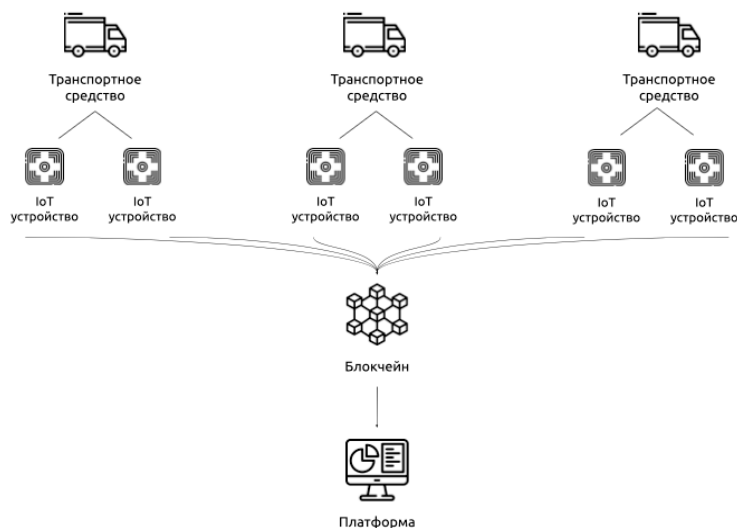 Транспортное
средство
Транспортное
средство
Транспортное
средство
IoT
устройство
IoT
устройство
IoT
устройство
IoT
устройство
IoT
устройство
IoT
устройство
Блокчейн
Платформа